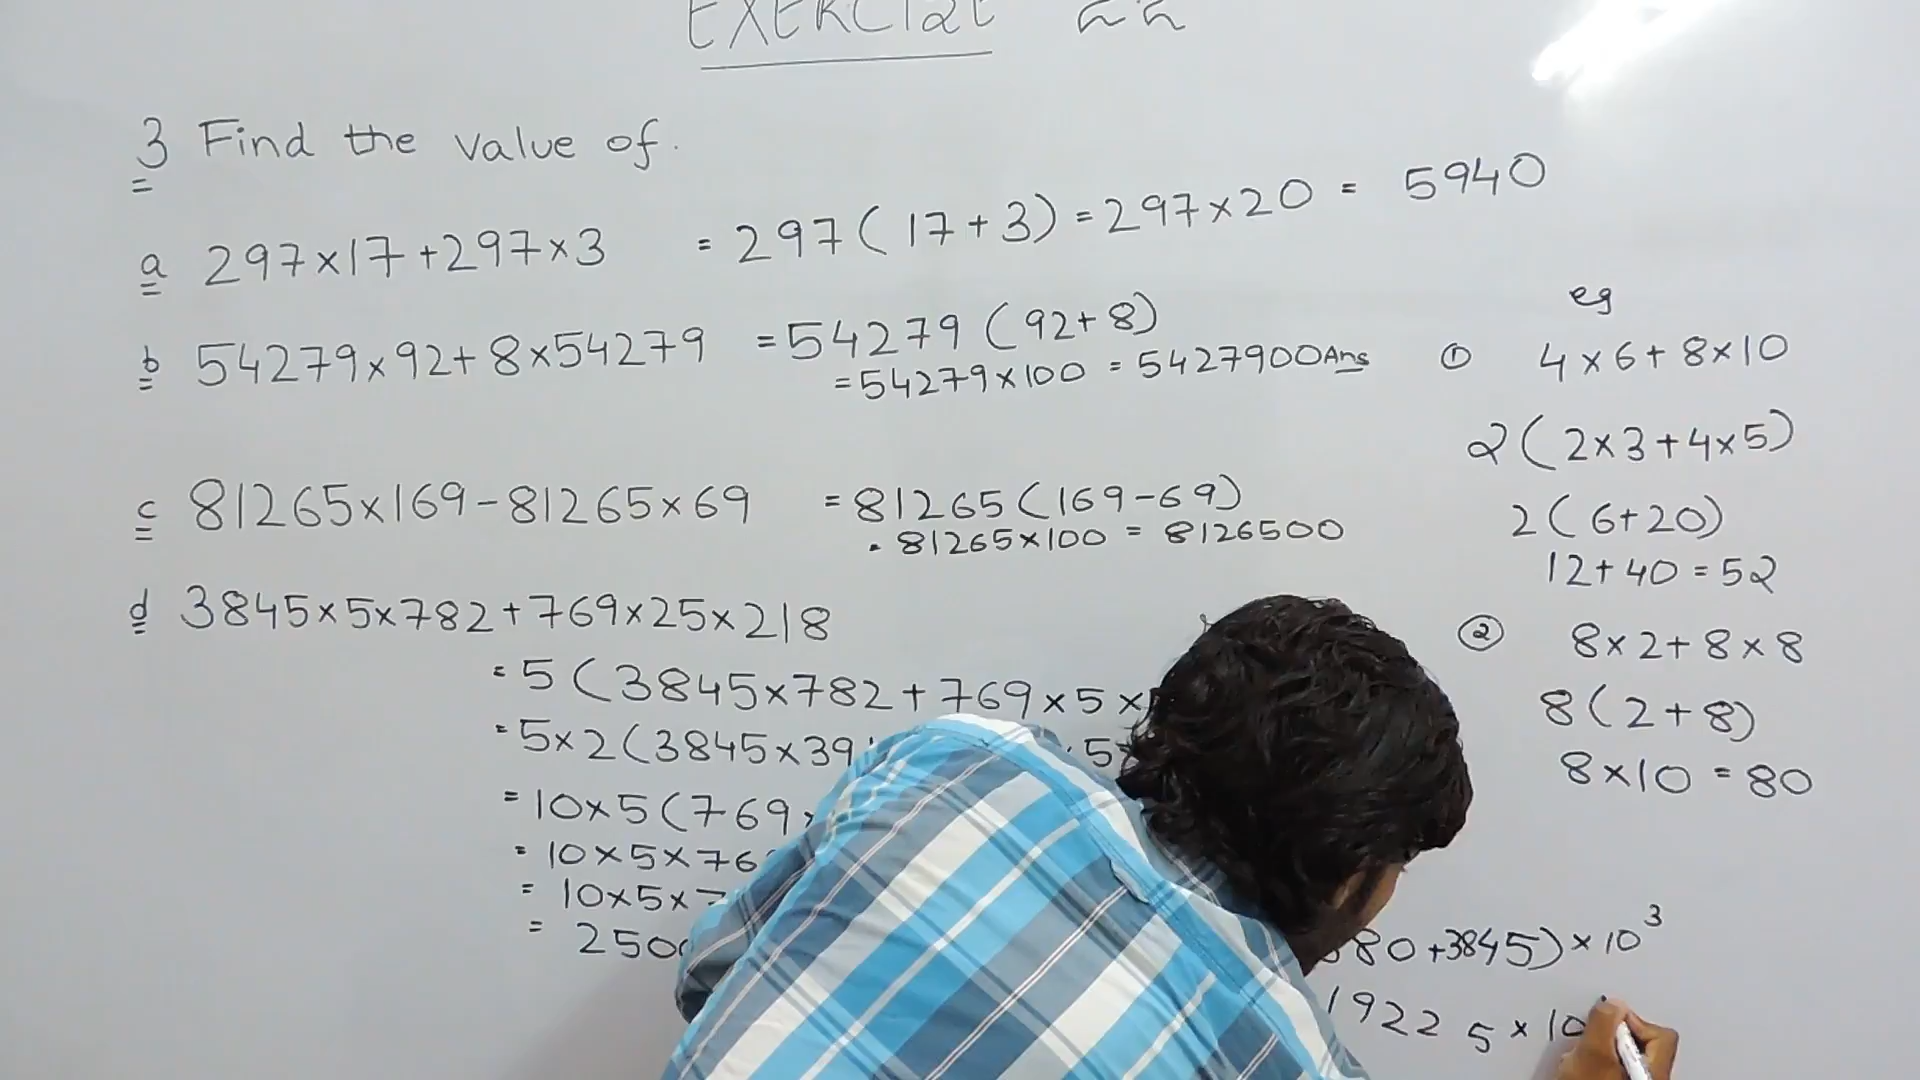 EXERCISE 2.2
3 Find the value of.
a 297×17+297×3 = 297(17+3) = 297×20 = 5940
b 54279×92+8×54279 = 54279(92+8)
= 54279×100 = 5427900 Ans
c 81265×169-81265×69 = 81265(169-69)
= 81265×100 = 8126500
d 3845×5×782+769×25×218
= 5(3845×782+769×5×
= 5×2(3845×39
= 10×5(769
= 10×5×76
= 10×5×7
= 250
80+3845)×10³
19225×10
eg
① 4×6+8×10
2(2×3+4×5)
2(6+20)
12+40=52
② 8×2+8×8
8(2+8)
8×10=80